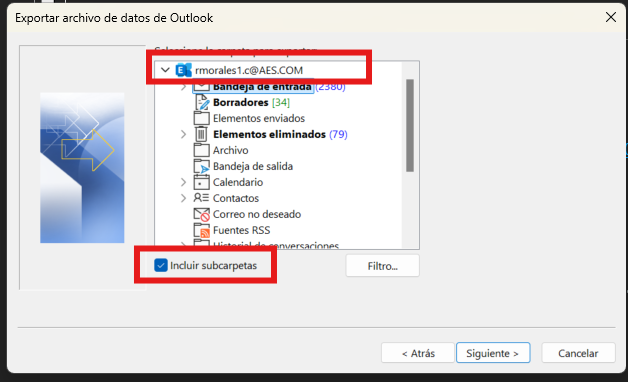 Exportar archivo de datos de Outlook
Seleccione la carpeta para exportar:
rmorales1.c@AES.COM
Bandeja de entrada (2380)
Borradores [34]
Elementos enviados
Elementos eliminados (79)
Archivo
Bandeja de salida
Calendario
Contactos
Correo no deseado
Fuentes RSS
Historial de conversaciones
Incluir subcarpetas
Filtro...
< Atrás
Siguiente >
Cancelar